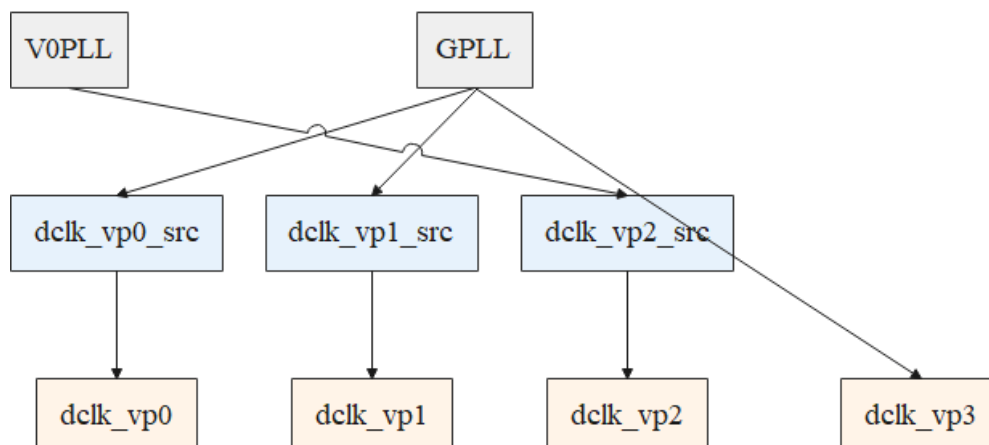 V0PLL
GPLL
dclk_vp0_src
dclk_vp1_src
dclk_vp2_src
dclk_vp0
dclk_vp1
dclk_vp2
dclk_vp3